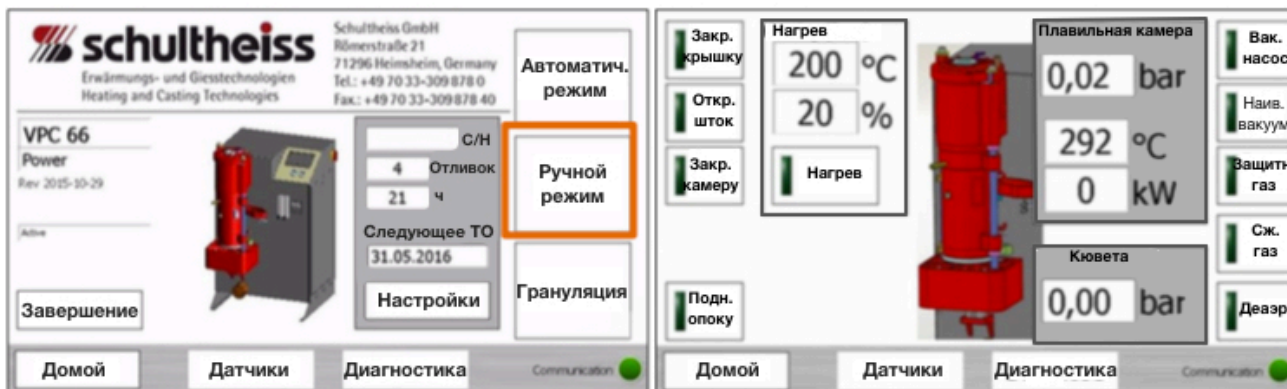 schultheiss
Erwärmungs- und Giesstechnologien
Heating and Casting Technologies
Schultheiss GmbH
Römerstraße 21
71296 Heimsheim, Germany
Tel.: +49 70 33-309 878 0
Fax.: +49 70 33-309 878 40
VPC 66
Power
Rev 2015-10-29
Active
С/Н
4 Отливок
21 ч
Следующее ТО
31.05.2016
Настройки
Автоматич.
режим
Ручной
режим
Грануляция
Завершение
Домой
Датчики
Диагностика
Communication
Закр.
крышку
Откр.
шток
Закр.
камеру
Подн.
опоку
Нагрев
200 °C
20 %
Нагрев
Плавильная камера
0,02 bar
292 °C
0 kW
Кювета
0,00 bar
Вак.
насос
Наив.
вакуум
Защитн
газ
Сж.
газ
Деаэр
Домой
Датчики
Диагностика
Communication